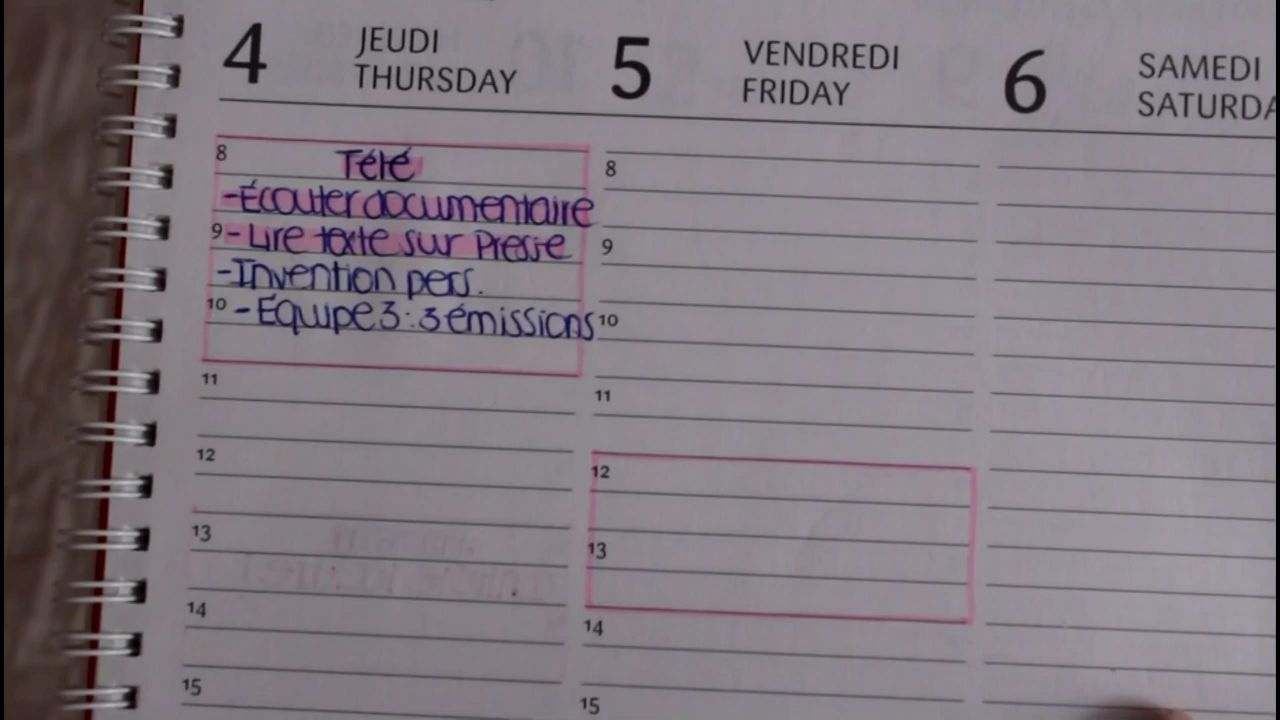 4 JEUDI THURSDAY
8 Télé
-Écouter documentaire
9 - Lire texte sur Presse
-Invention pers.
10 - Équipe 3 : 3 émissions
11
12
13
14
15
5 VENDREDI FRIDAY
8
9
10
11
12
13
14
15
6 SAMEDI